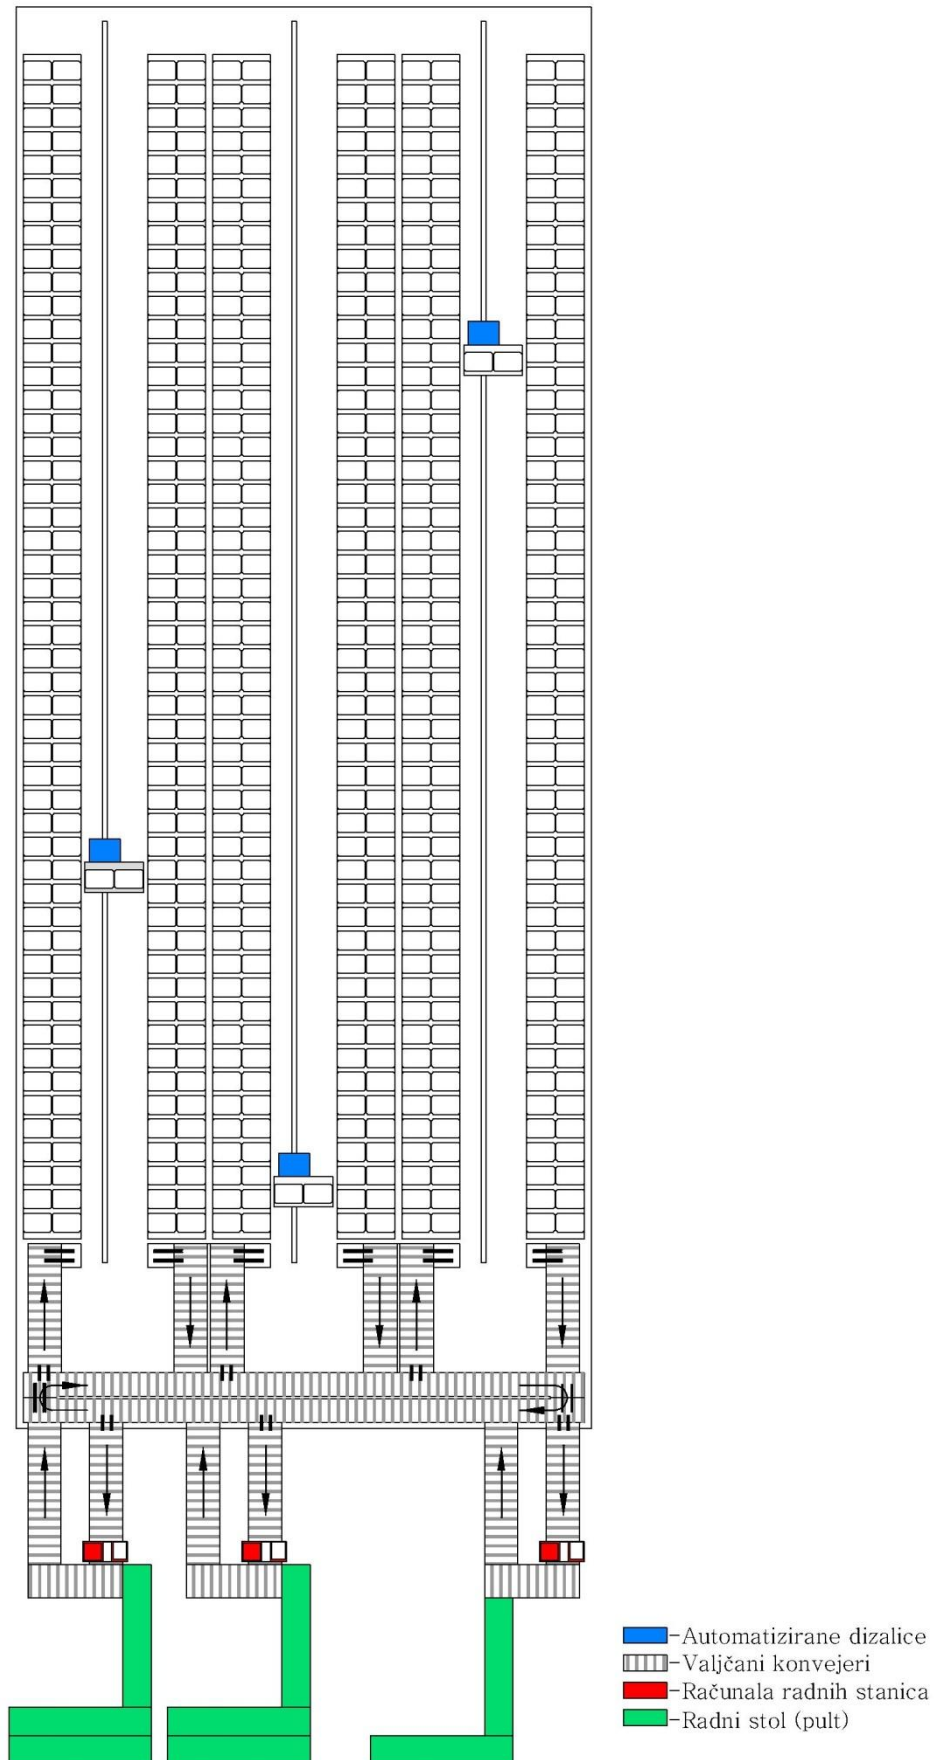 -Automatizirane dizalice
-Valjčani konvejeri
-Računala radnih stanica
-Radni stol (pult)